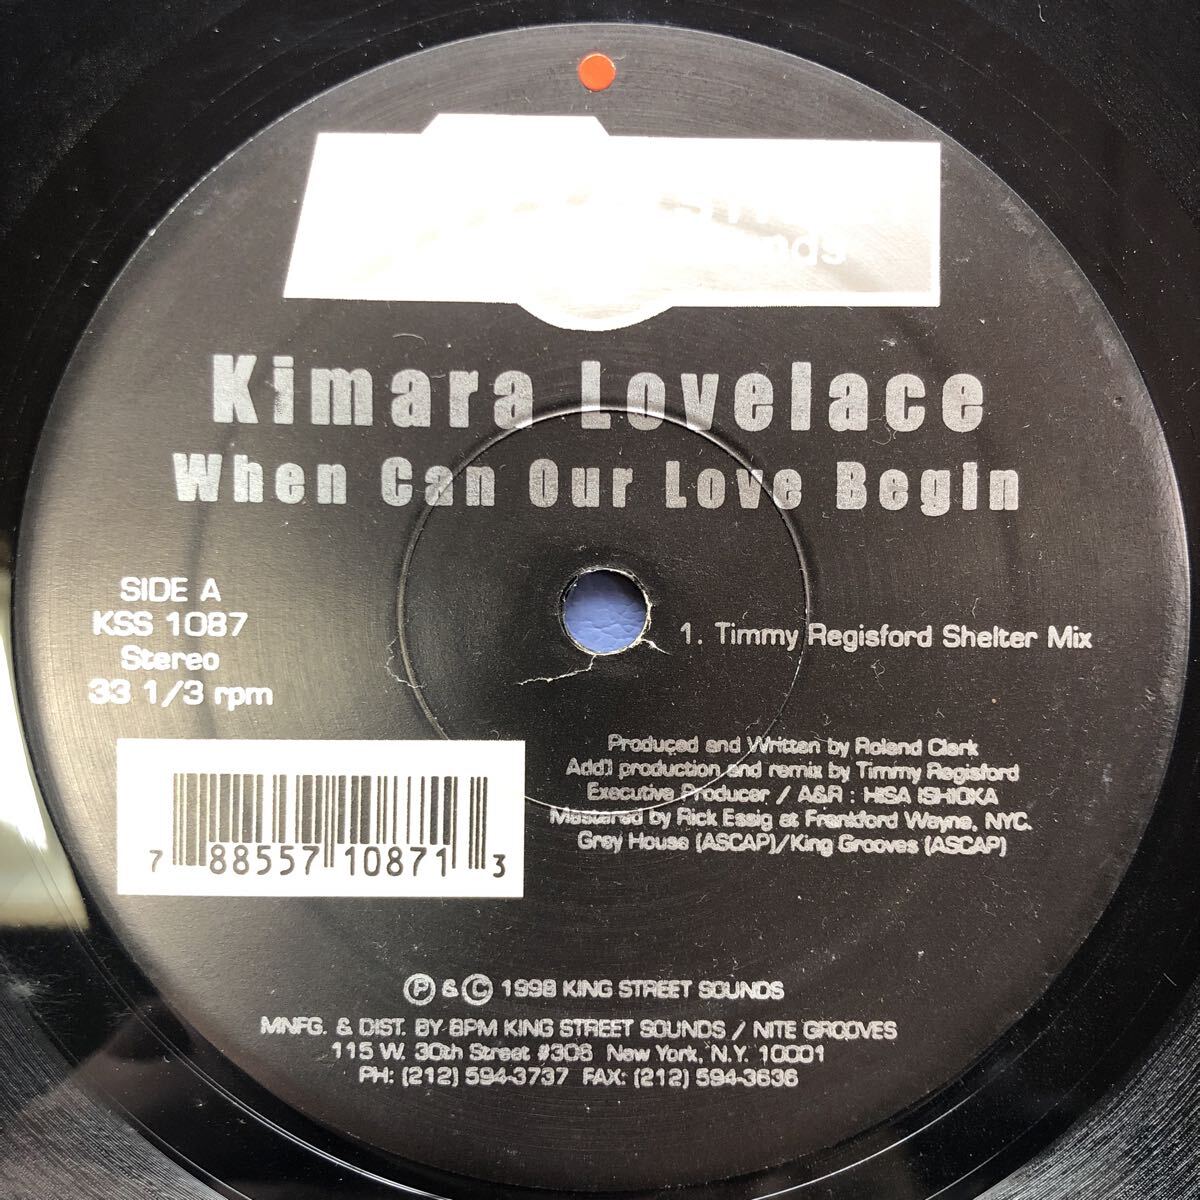 Kimara Lovelace
When Can Our Love Begin
SIDE A
KSS 1087
Stereo
33 1/3 rpm
1. Timmy Regisford Shelter Mix
Produced and Written by Roland Clark
Add'l production and remix by Timmy Regisford
Executive Producer / A&R : HISA ISHIOKA
Mastered by Rick Essig at Frankford Wayne, NYC.
Grey House (ASCAP)/King Grooves (ASCAP)
7 88557 10871 3
Ⓟ & Ⓒ 1998 KING STREET SOUNDS
MNFG. & DIST. BY BPM KING STREET SOUNDS / NITE GROOVES
115 W. 30th Street #306 New York, N.Y. 10001
PH: (212) 594-3737 FAX: (212) 594-3636